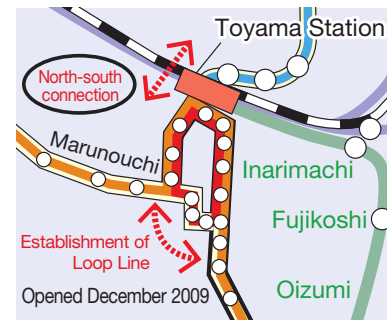 Toyama Station
North-south
connection
Marunouchi
Inarimachi
Fujikoshi
Establishment of
Loop Line
Oizumi
Opened December 2009